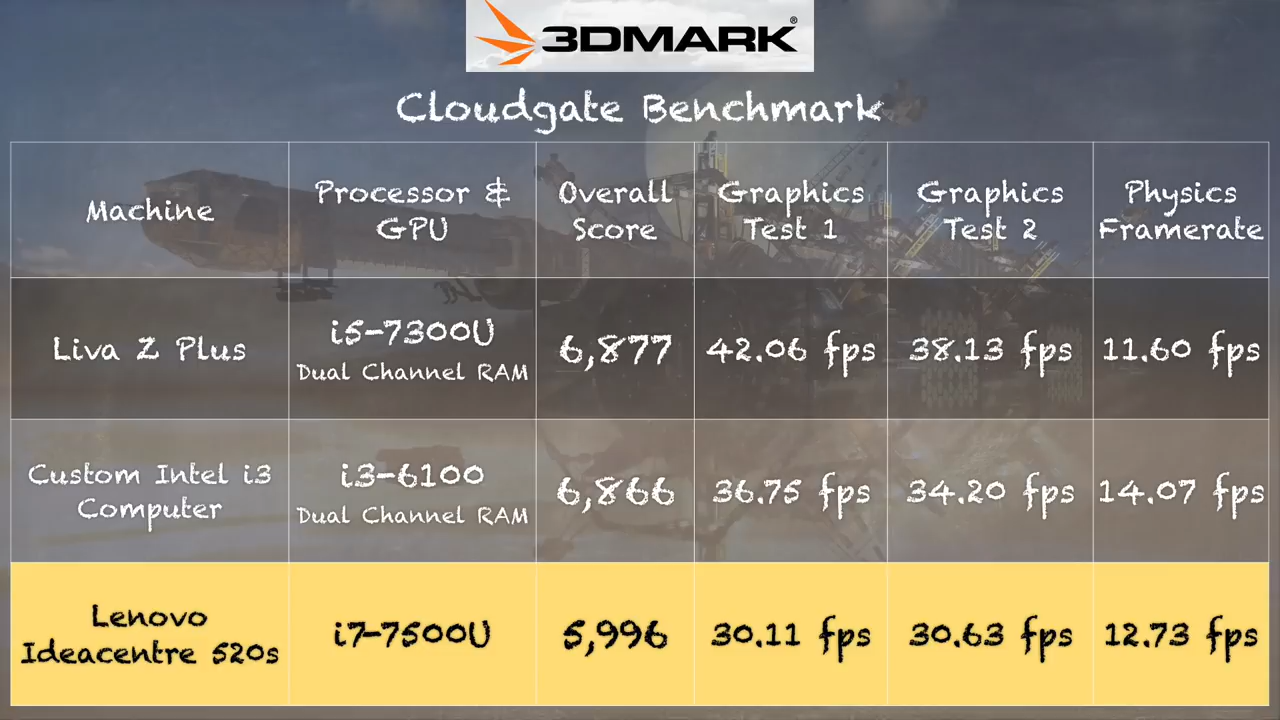 3DMARK®
Cloudgate Benchmark
Machine
Processor &
GPU
Overall
Score
Graphics
Test 1
Graphics
Test 2
Physics
Framerate
Liva Z Plus
i5-7300U
Dual Channel RAM
6,877
42.06 fps
38.13 fps
11.60 fps
Custom Intel i3
Computer
i3-6100
Dual Channel RAM
6,866
36.75 fps
34.20 fps
14.07 fps
Lenovo
Ideacentre 520s
i7-7500U
5,996
30.11 fps
30.63 fps
12.73 fps